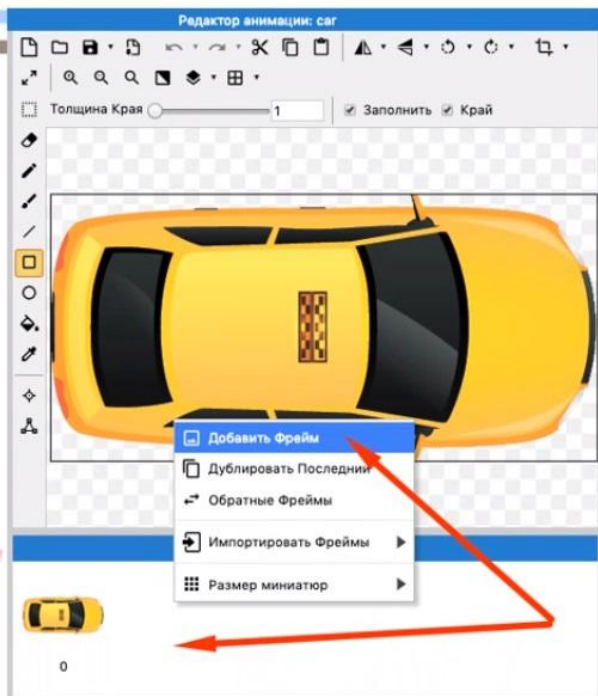 Редактор анимации: car
Толщина Края 1 Заполнить Край
Добавить Фрейм
Дублировать Последний
Обратные Фреймы
Импортировать Фреймы
Размер миниатюр
0